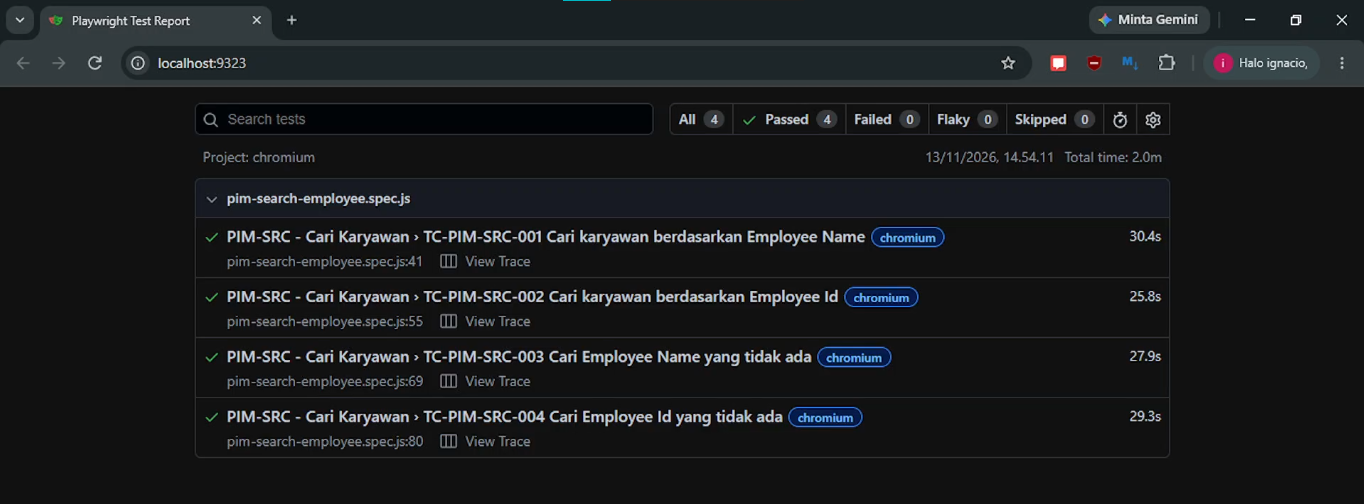 Playwright Test Report
Minta Gemini
localhost:9323
Halo ignacio,
Search tests
All 4 Passed 4 Failed 0 Flaky 0 Skipped 0
Project: chromium
13/11/2026, 14.54.11 Total time: 2.0m
pim-search-employee.spec.js
PIM-SRC - Cari Karyawan › TC-PIM-SRC-001 Cari karyawan berdasarkan Employee Name chromium 30.4s
pim-search-employee.spec.js:41 View Trace
PIM-SRC - Cari Karyawan › TC-PIM-SRC-002 Cari karyawan berdasarkan Employee Id chromium 25.8s
pim-search-employee.spec.js:55 View Trace
PIM-SRC - Cari Karyawan › TC-PIM-SRC-003 Cari Employee Name yang tidak ada chromium 27.9s
pim-search-employee.spec.js:69 View Trace
PIM-SRC - Cari Karyawan › TC-PIM-SRC-004 Cari Employee Id yang tidak ada chromium 29.3s
pim-search-employee.spec.js:80 View Trace